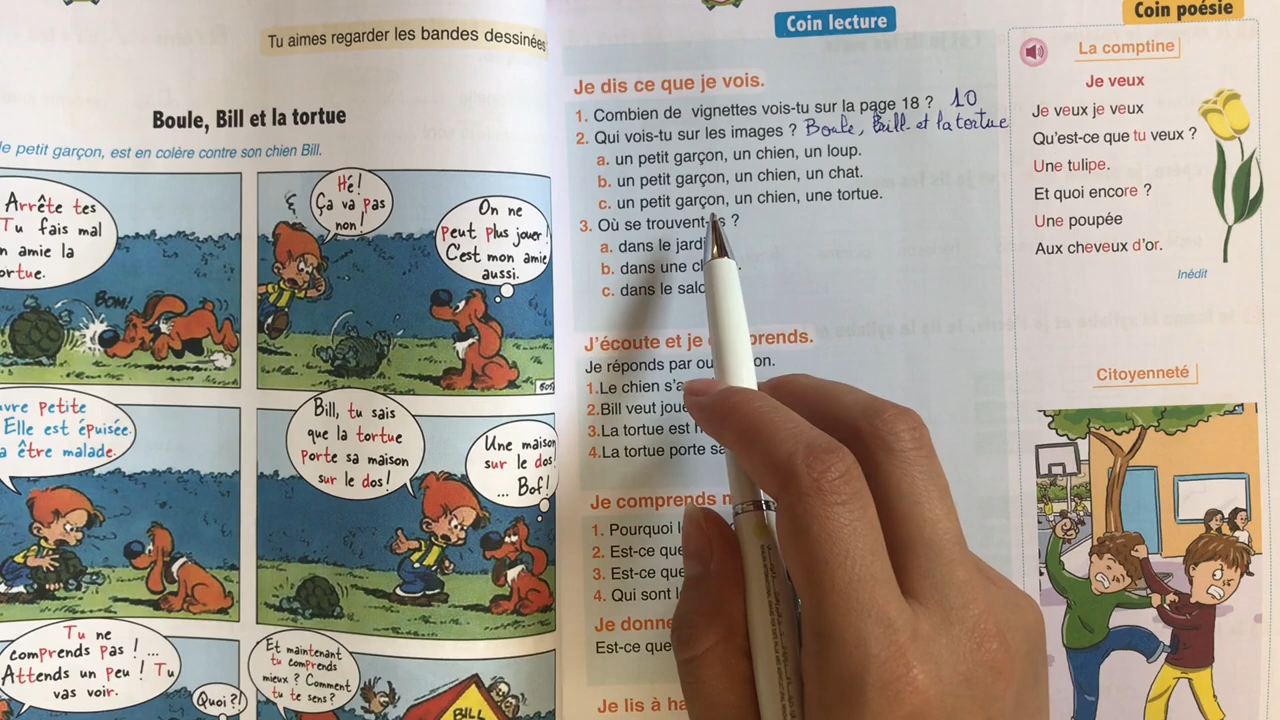 Tu aimes regarder les bandes dessinées
Boule, Bill et la tortue
le petit garçon, est en colère contre son chien Bill.
Arrête tes
Tu fais mal
n amie la
ortue.
BOM!
Hé!
Ça va pas
non!
On ne
peut plus jouer!
C'est mon amie
aussi.
vre petite
Elle est épuisée.
a être malade.
Bill, tu sais
que la tortue
porte sa maison
sur le dos!
Une maison
sur le dos!
... Bof!
Tu ne
comprends pas ! ...
Attends un peu ! Tu
vas voir.
Quoi ?!
Et maintenant
tu comprends
mieux ? Comment
tu te sens?
BILL
Coin lecture
Je dis ce que je vois.
1. Combien de vignettes vois-tu sur la page 18 ? 10
2. Qui vois-tu sur les images ? Boule, Brill et la tortue
a. un petit garçon, un chien, un loup.
b. un petit garçon, un chien, un chat.
c. un petit garçon, un chien, une tortue.
3. Où se trouvent-ils ?
a. dans le jardi
b. dans une c
c. dans le salo
J'écoute et je prends.
Je réponds par ou on.
1.Le chien s'a
2.Bill veut joue
3.La tortue est
4.La tortue porte sa
Je comprends
1. Pourquoi l
2. Est-ce que
3. Est-ce que
4. Qui sont l
Je donne
Est-ce que
Je lis à ha
Coin poésie
La comptine
Je veux
Je veux je veux
Qu'est-ce que tu veux ?
Une tulipe.
Et quoi encore ?
Une poupée
Aux cheveux d'or.
Inédit
Citoyenneté